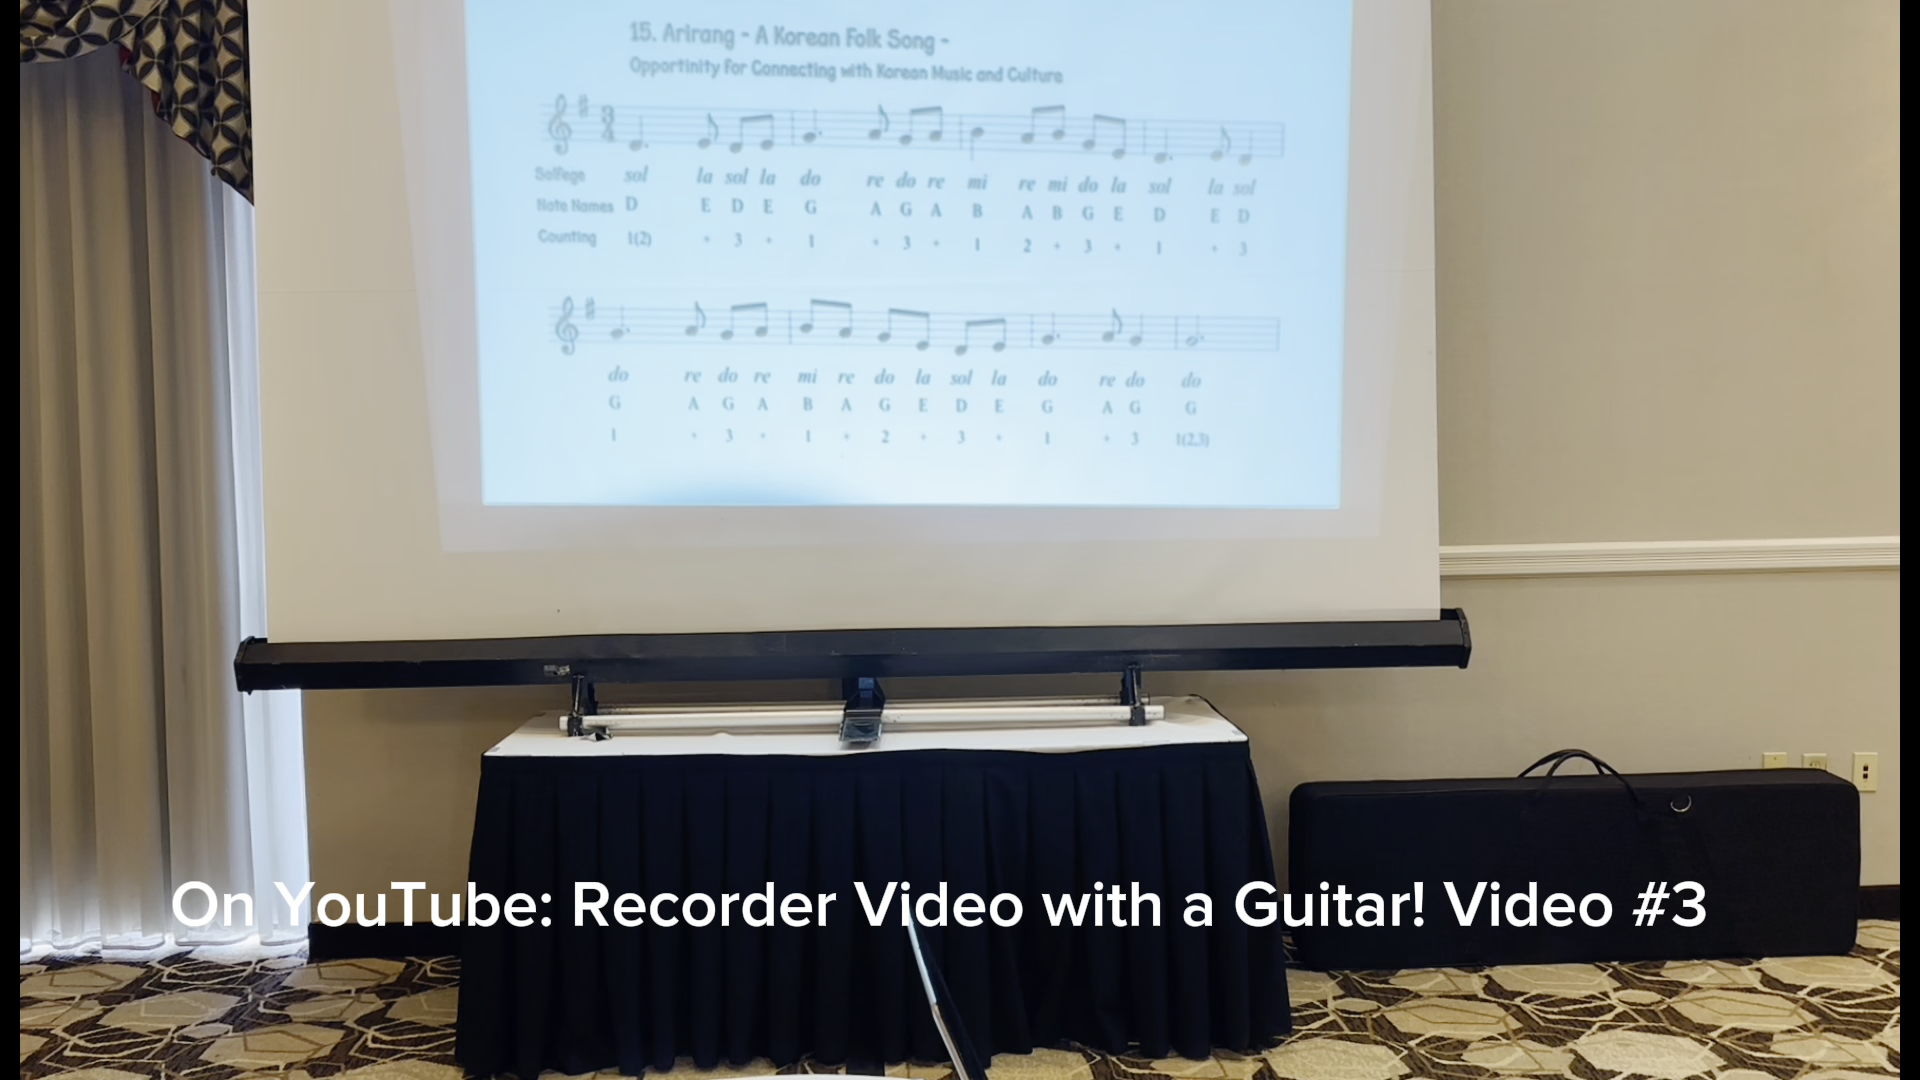 15. Arirang - A Korean Folk Song -
Opportinity for Connecting with Korean Music and Culture
3
4
Solfege sol la sol la do re do re mi re mi do la sol la sol
Note Names D E D E G A G A B A B G E D E D
Counting 1(2) + 3 + 1 + 3 + 1 2 + 3 + 1 + 3
do re do re mi re do la sol la do re do do
G A G A B A G E D E G A G G
1 + 3 + 1 + 2 + 3 + 1 + 3 1(2,3)
On YouTube: Recorder Video with a Guitar! Video #3